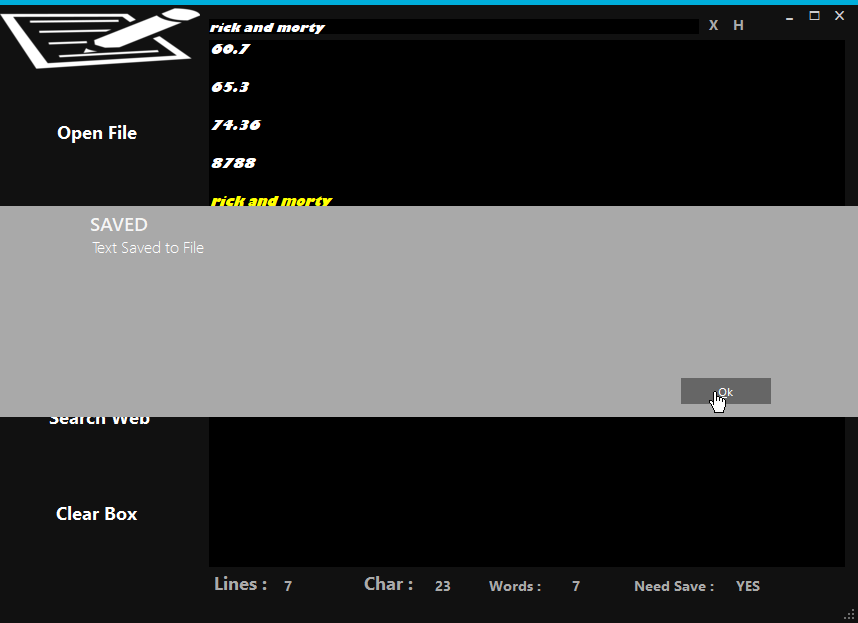 rick and morty X H
60.7
65.3
Open File
74.36
8788
rick and morty
SAVED
Text Saved to File
Ok
Search Web
Clear Box
Lines : 7 Char : 23 Words : 7 Need Save : YES